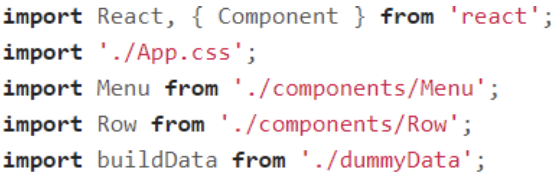 import React, { Component } from 'react';
import './App.css';
import Menu from './components/Menu';
import Row from './components/Row';
import buildData from './dummyData';